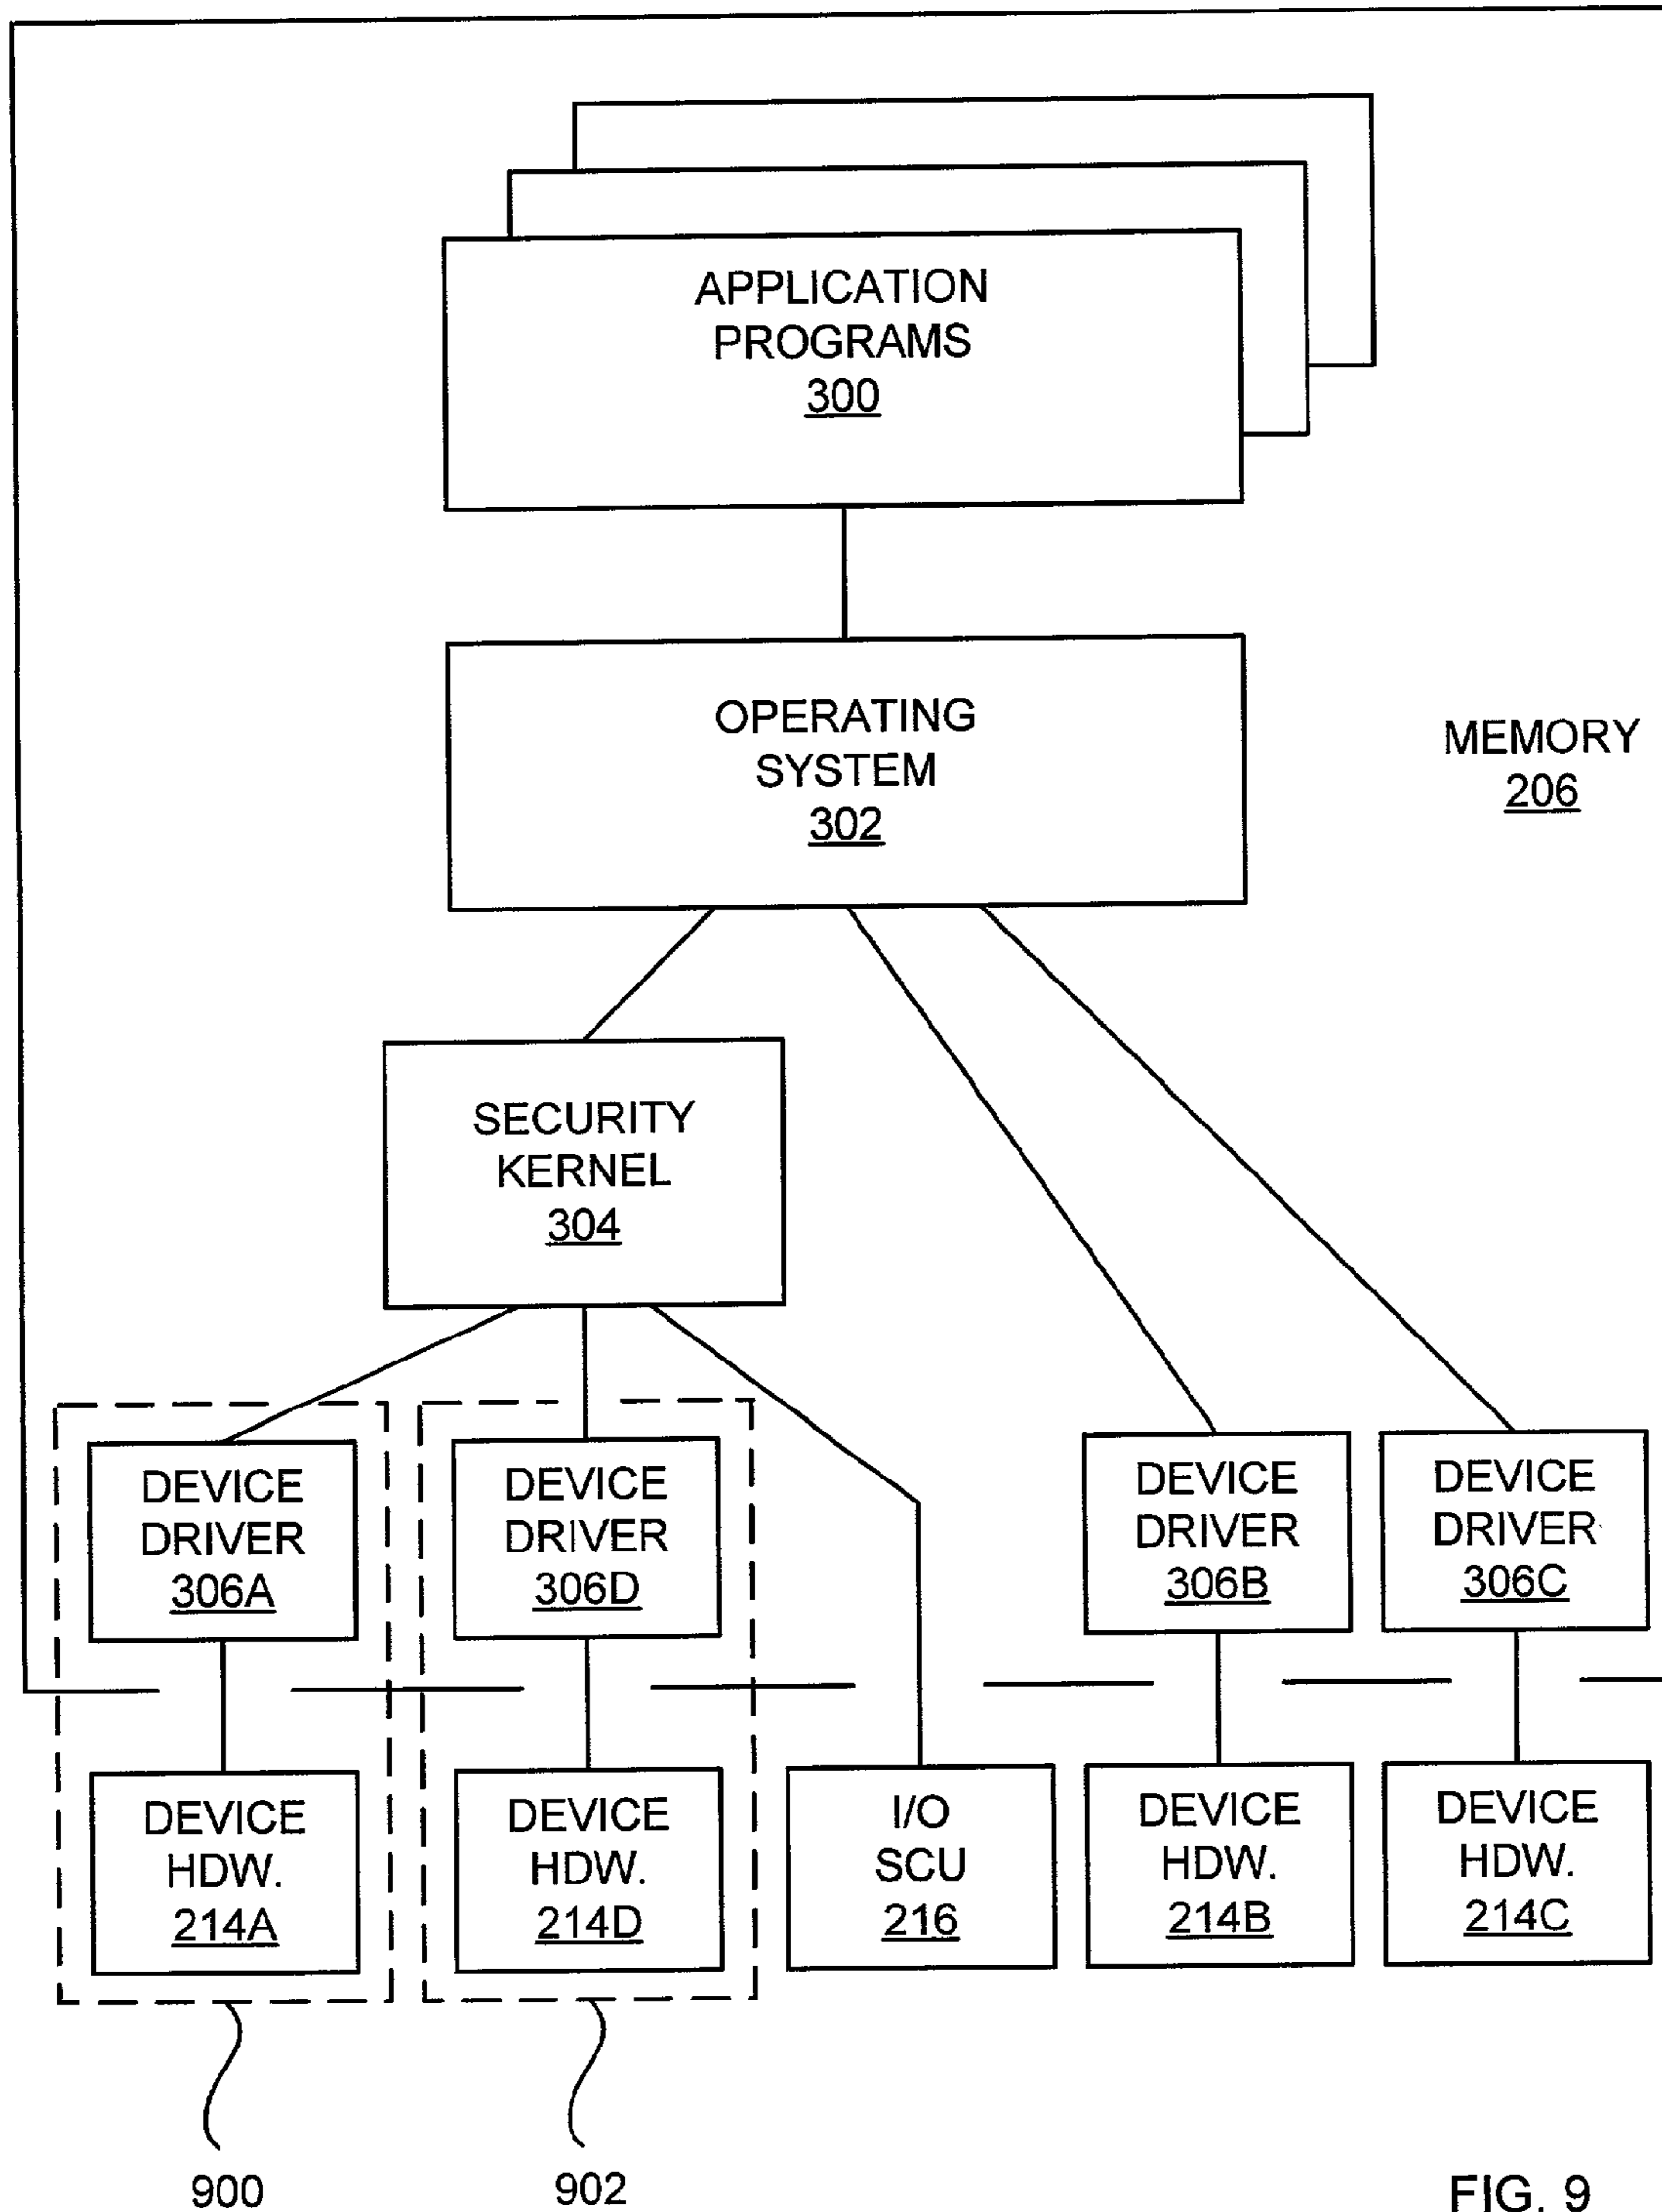 APPLICATION
PROGRAMS
300
OPERATING
SYSTEM
302
MEMORY
206
SECURITY
KERNEL
304
DEVICE
DRIVER
306A
DEVICE
DRIVER
306D
DEVICE
DRIVER
306B
DEVICE
DRIVER
306C
DEVICE
HDW.
214A
DEVICE
HDW.
214D
I/O
SCU
216
DEVICE
HDW.
214B
DEVICE
HDW.
214C
900
902
FIG. 9